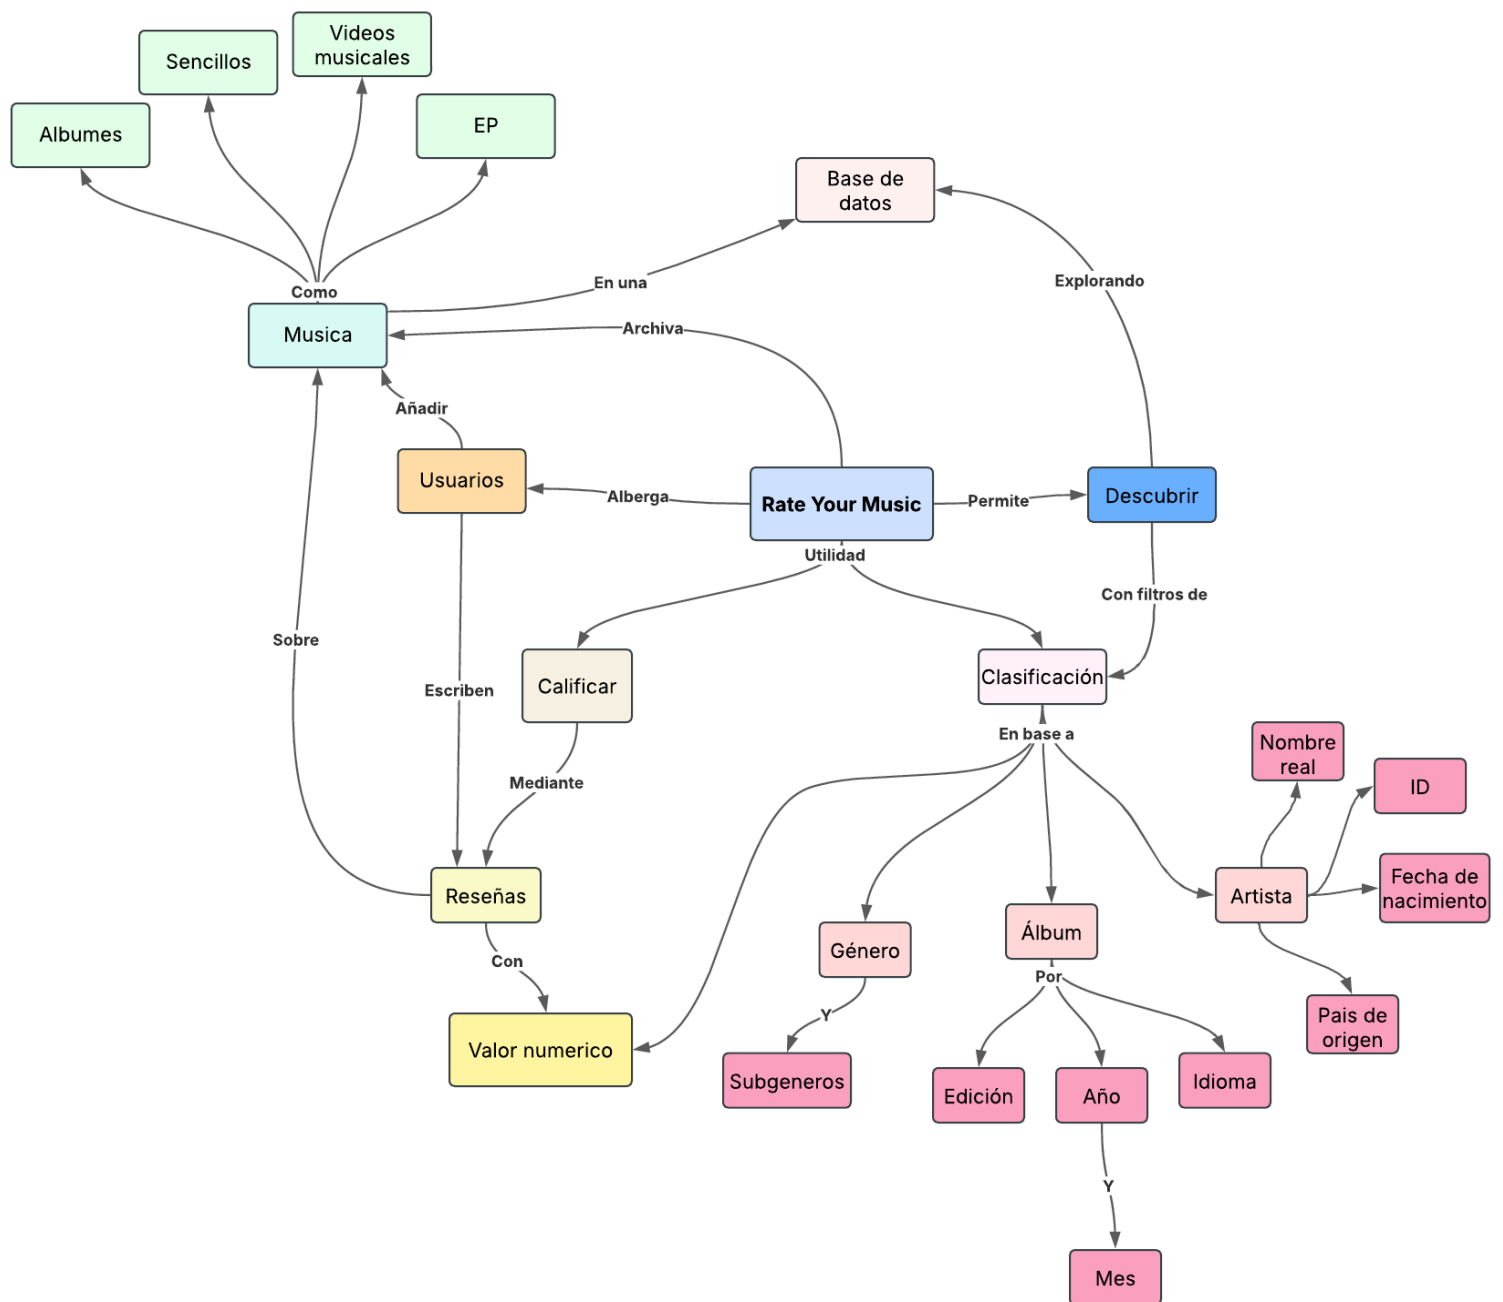 Videos
musicales
Sencillos
EP
Albumes
Base de
datos
Explorando
En una
Como
Archiva
Musica
Añadir
Usuarios
Alberga
Rate Your Music
Permite
Descubrir
Utilidad
Con filtros de
Sobre
Escriben
Calificar
Clasificación
En base a
Nombre
real
Mediante
ID
Reseñas
Artista
Fecha de
nacimiento
Álbum
Género
Con
Por
Y
Pais de
origen
Valor numerico
Subgeneros
Edición
Año
Idioma
Y
Mes